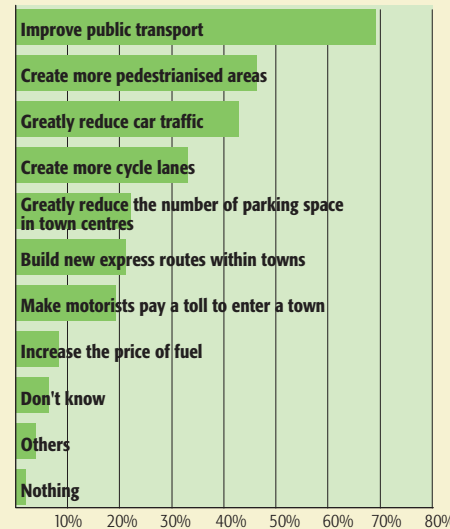 Improve public transport
Create more pedestrianised areas
Greatly reduce car traffic
Create more cycle lanes
Greatly reduce the number of parking space
in town centres
Build new express routes within towns
Make motorists pay a toll to enter a town
Increase the price of fuel
Don't know
Others
Nothing
10% 20% 30% 40% 50% 60% 70% 80%